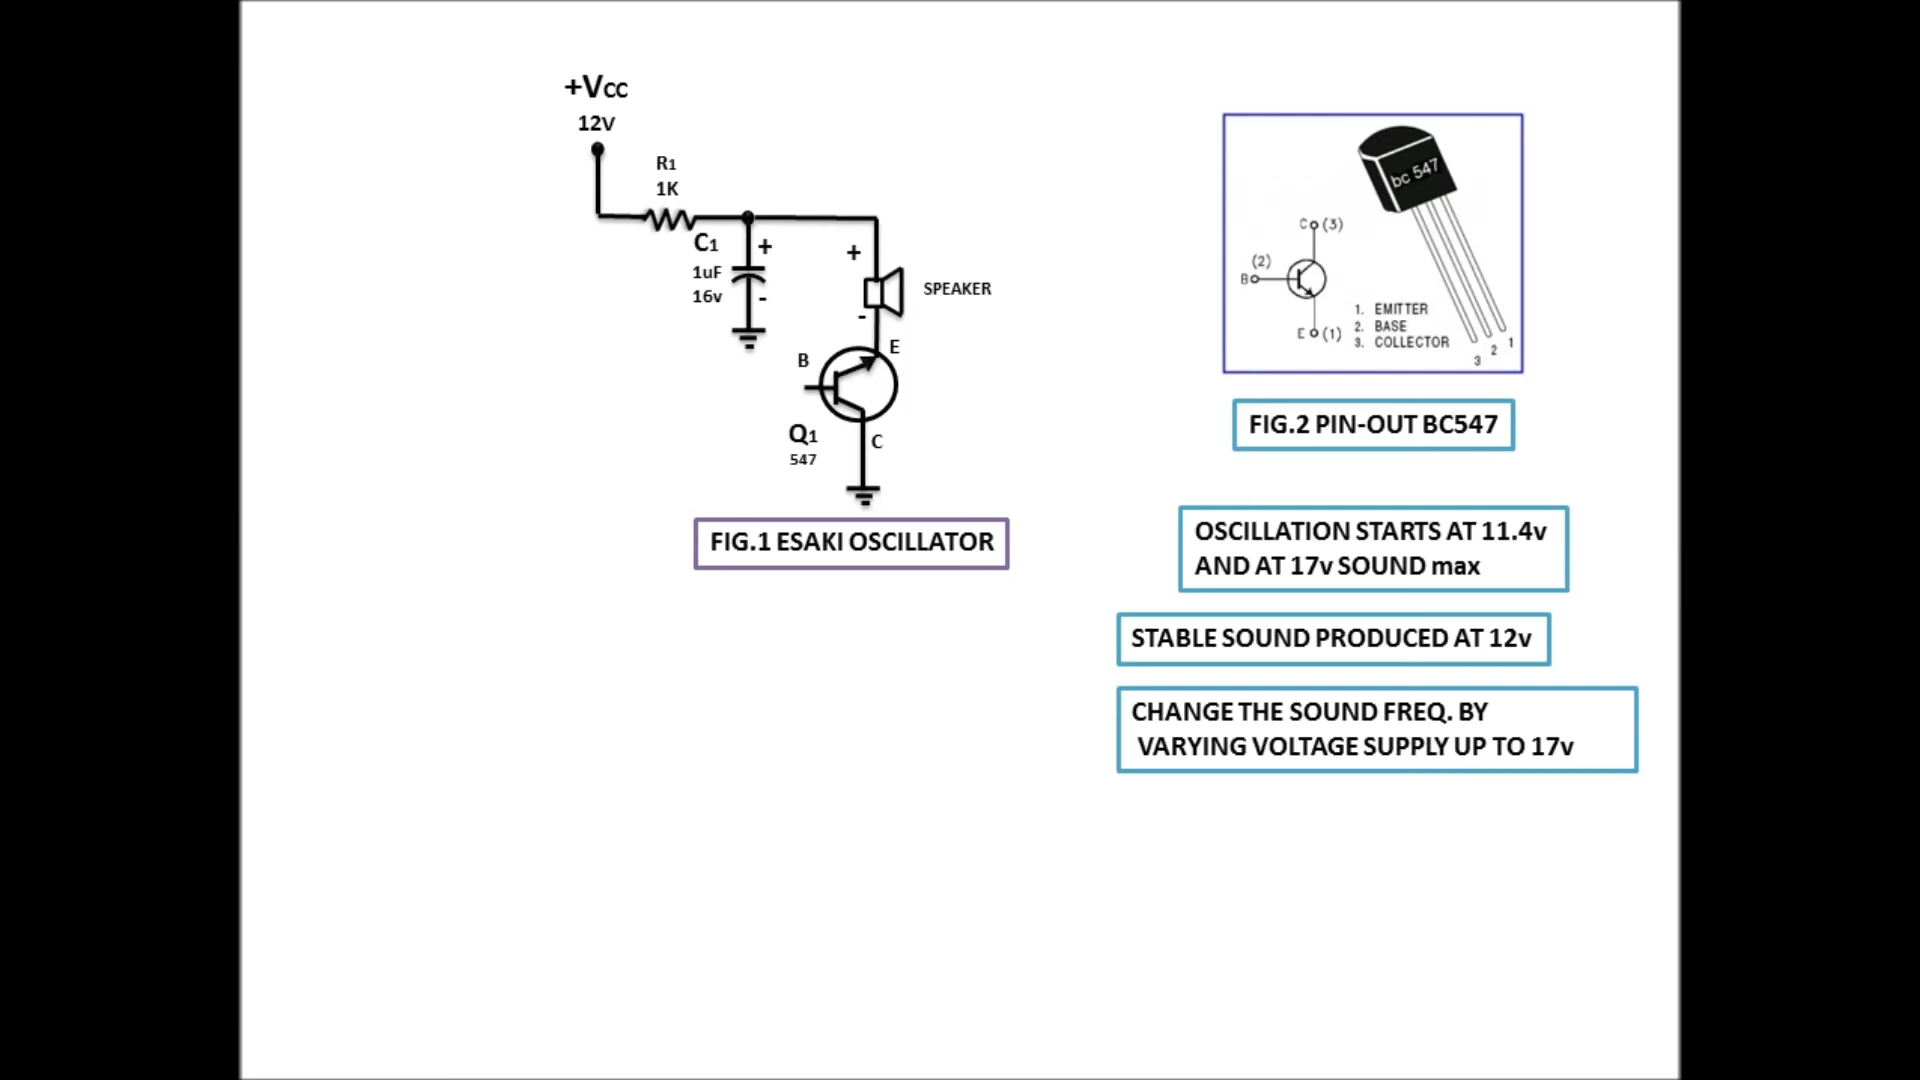 +Vcc
12V
R1
1K
C1
1uF
16v
+
-
+
-
SPEAKER
B
E
Q1
547
C
FIG.1 ESAKI OSCILLATOR
bc 547
C (3)
(2)
B
E (1)
1. EMITTER
2. BASE
3. COLLECTOR
3 2 1
FIG.2 PIN-OUT BC547
OSCILLATION STARTS AT 11.4v
AND AT 17v SOUND max
STABLE SOUND PRODUCED AT 12v
CHANGE THE SOUND FREQ. BY
VARYING VOLTAGE SUPPLY UP TO 17v